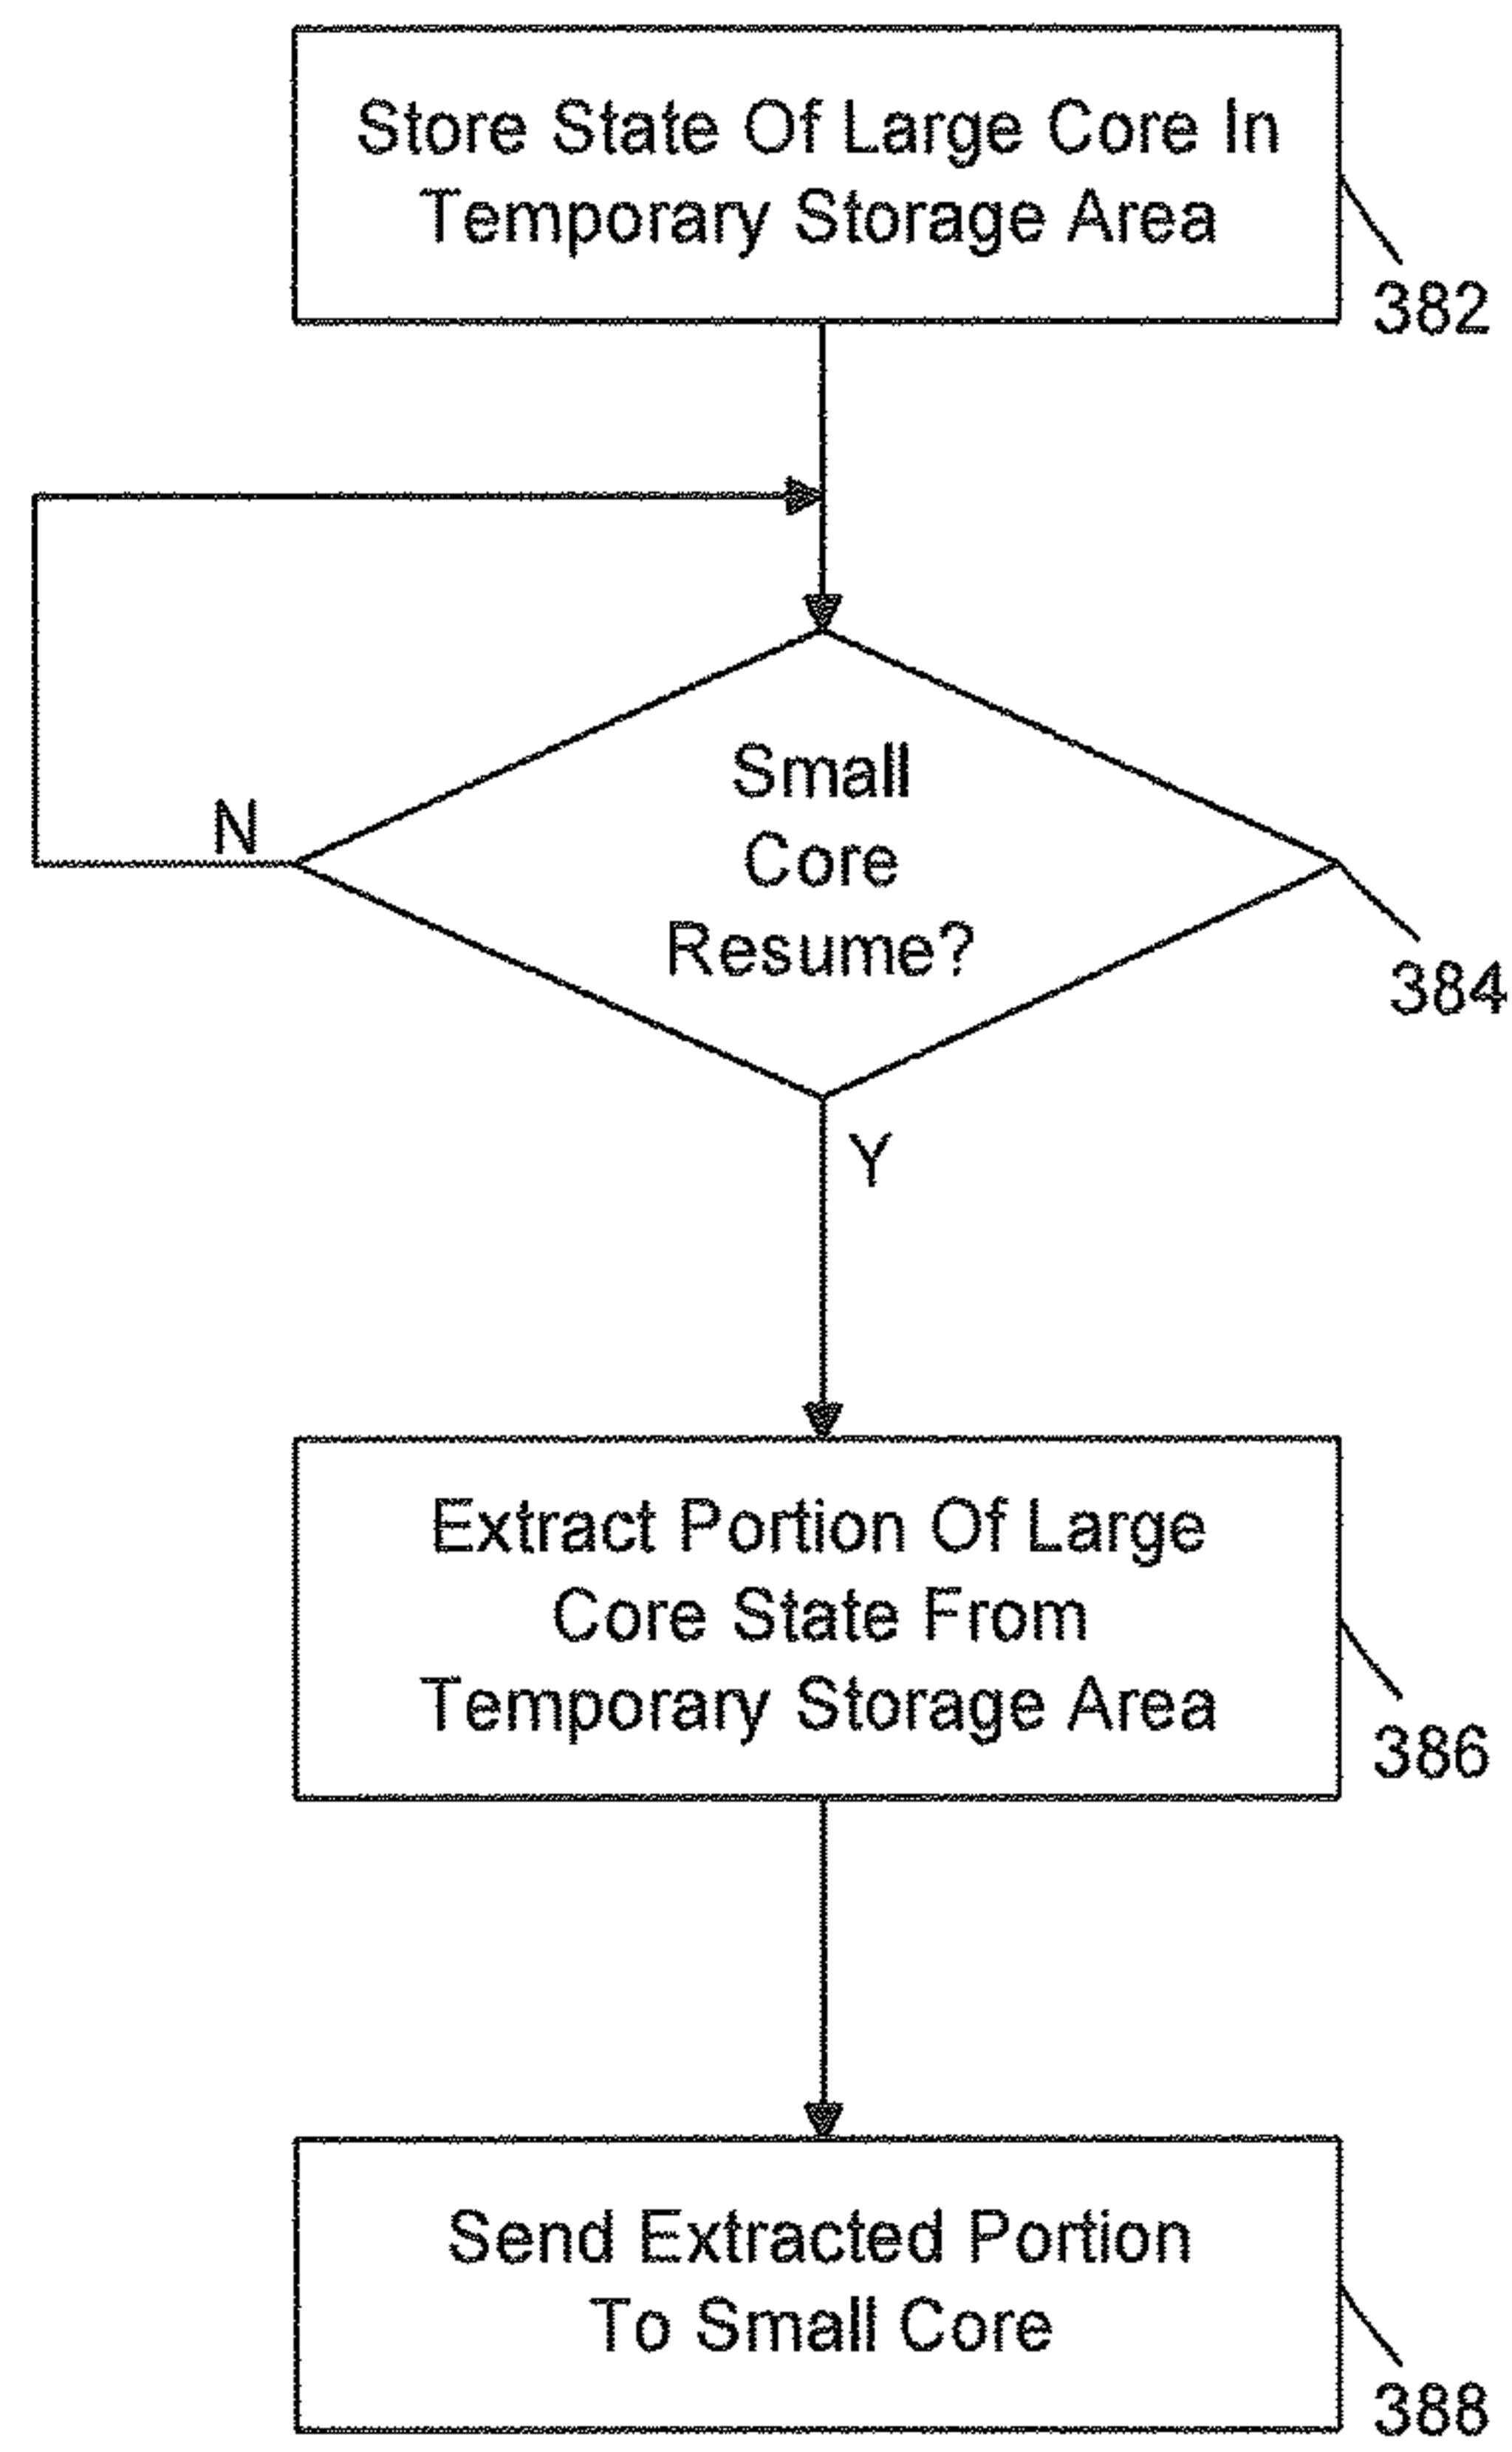 Store State Of Large Core In
Temporary Storage Area
382
Small
Core
Resume?
N
384
Y
Extract Portion Of Large
Core State From
Temporary Storage Area
386
Send Extracted Portion
To Small Core
388